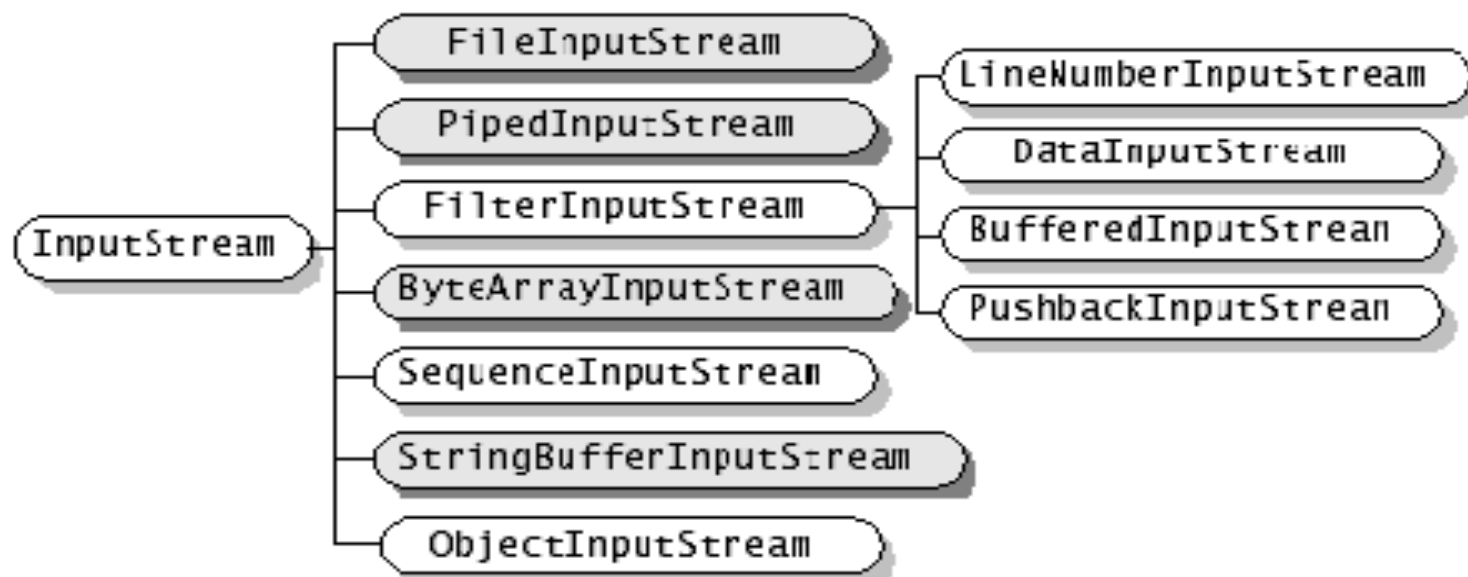 FileInputStream
LineNumberInputStream
PipedInputStream
DataInputStream
FilterInputStream
InputStream
BufferedInputStream
ByteArrayInputStream
PushbackInputStream
SequenceInputStream
StringBufferInputStream
ObjectInputStream